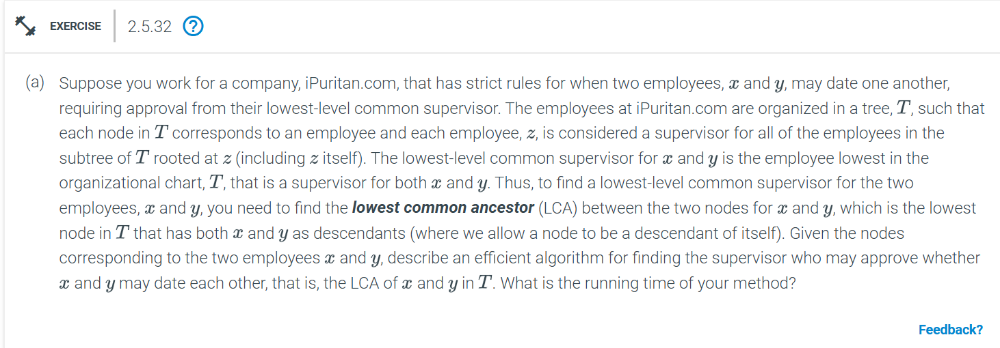 EXERCISE 2.5.32 ?
(a) Suppose you work for a company, iPuritan.com, that has strict rules for when two employees, x and y, may date one another,
requiring approval from their lowest-level common supervisor. The employees at iPuritan.com are organized in a tree, T, such that
each node in T corresponds to an employee and each employee, z, is considered a supervisor for all of the employees in the
subtree of T rooted at z (including z itself). The lowest-level common supervisor for x and y is the employee lowest in the
organizational chart, T, that is a supervisor for both x and y. Thus, to find a lowest-level common supervisor for the two
employees, x and y, you need to find the lowest common ancestor (LCA) between the two nodes for x and y, which is the lowest
node in T that has both x and y as descendants (where we allow a node to be a descendant of itself). Given the nodes
corresponding to the two employees x and y, describe an efficient algorithm for finding the supervisor who may approve whether
x and y may date each other, that is, the LCA of x and y in T. What is the running time of your method?
Feedback?